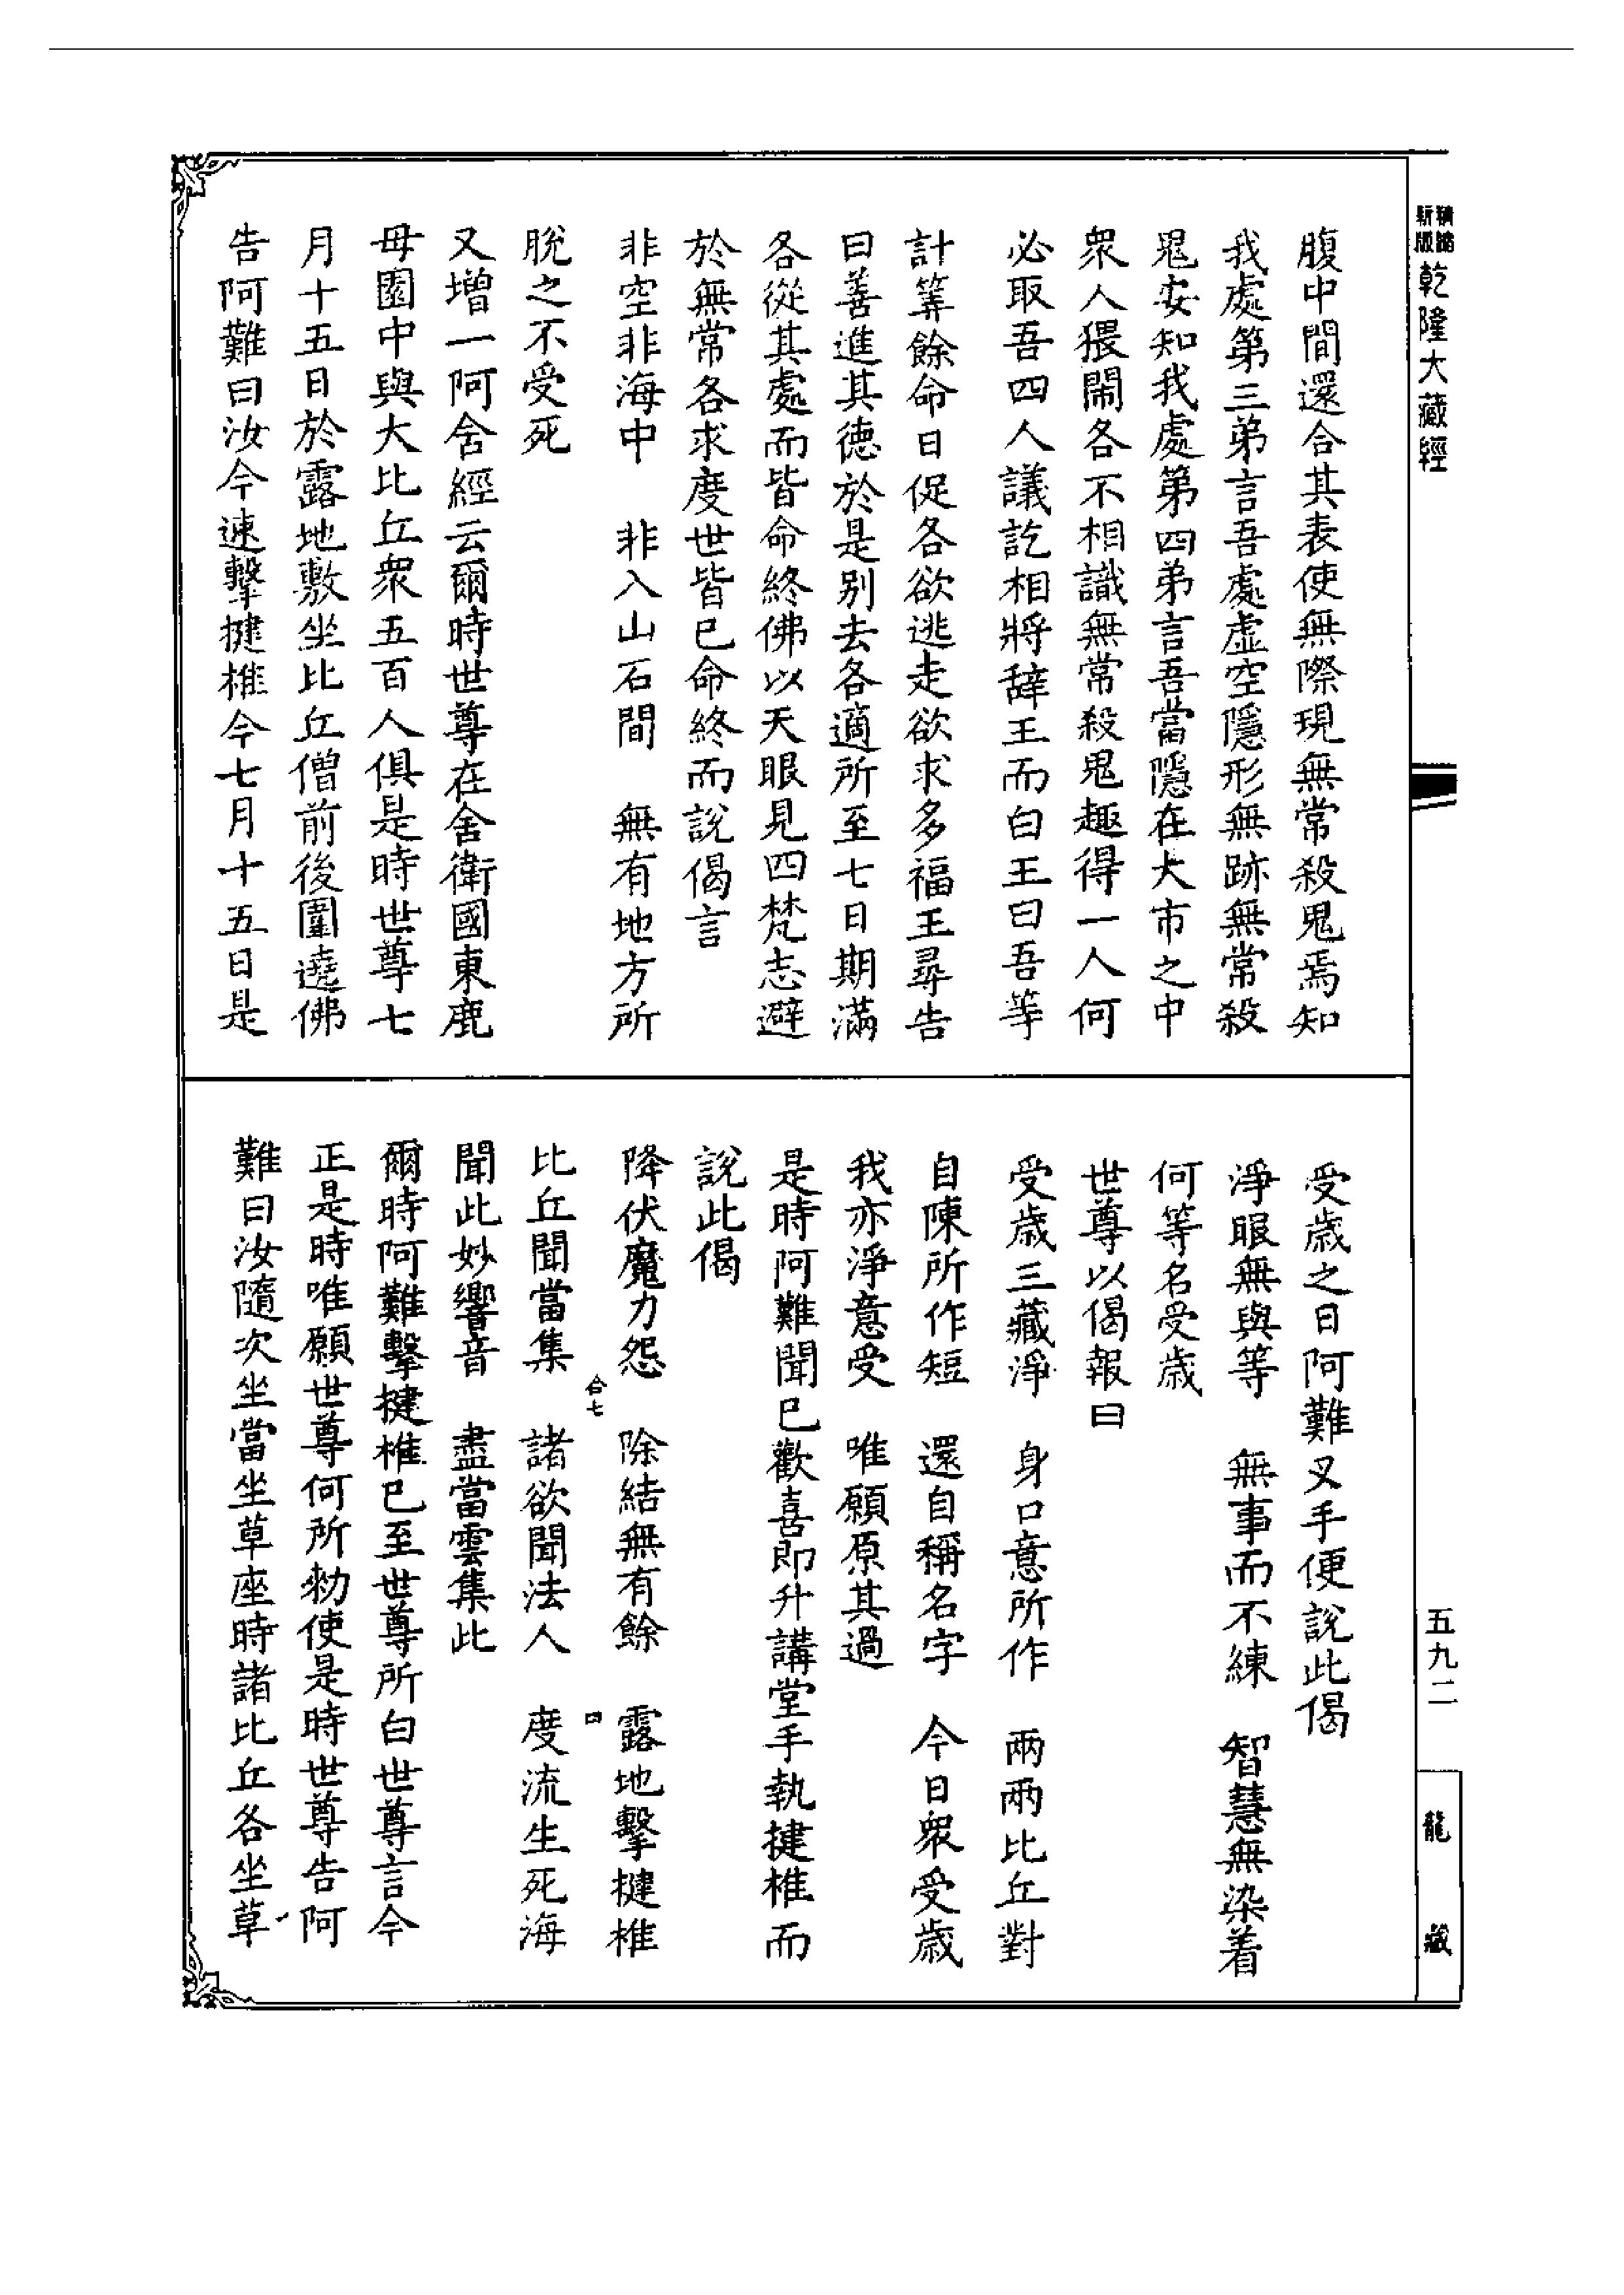 新版
精縮
乾隆大藏經
腹中間還合其表使無際現無常殺鬼焉知
我處第三弟言吾處虛空隱形無跡無常殺
鬼安知我處第四弟言吾當隱在大市之中
衆人猥閙各不相識無常殺鬼趣得一人何
必取吾四人議訖相將辭王而白王曰吾等
計筭餘命日促各欲逃走欲求多福王尋告
曰善進其德於是别去各適所至七日期滿
各從其處而皆命終佛以天眼見四梵志避
於無常各求度世皆已命終而說偈言
非空非海中　非入山石間　無有地方所
脫之不受死
又增一阿含經云爾時世尊在舍衛國東鹿
母園中與大比丘衆五百人俱是時世尊七
月十五日於露地敷坐比丘僧前後圍遶佛
告阿難曰汝今速擊揵椎今七月十五日是
受歲之日阿難叉手便說此偈
淨眼無與等　無事而不練　智慧無染着
何等名受歲
世尊以偈報曰
受歲三藏淨　身口意所作　兩兩比丘對
自陳所作短　還自稱名字　今日衆受歲
我亦淨意受　唯願原其過
是時阿難聞已歡喜即升講堂手執揵椎而
說此偈
降伏魔力怨　除結無有餘　露地擊揵椎
合七
四
比丘聞當集　諸欲聞法人　度流生死海
聞此妙響音　盡當雲集此
爾時阿難擊揵椎已至世尊所白世尊言今
正是時唯願世尊何所勑使是時世尊告阿
難曰汝隨次坐當坐草座時諸比丘各坐草
五九二
龍藏